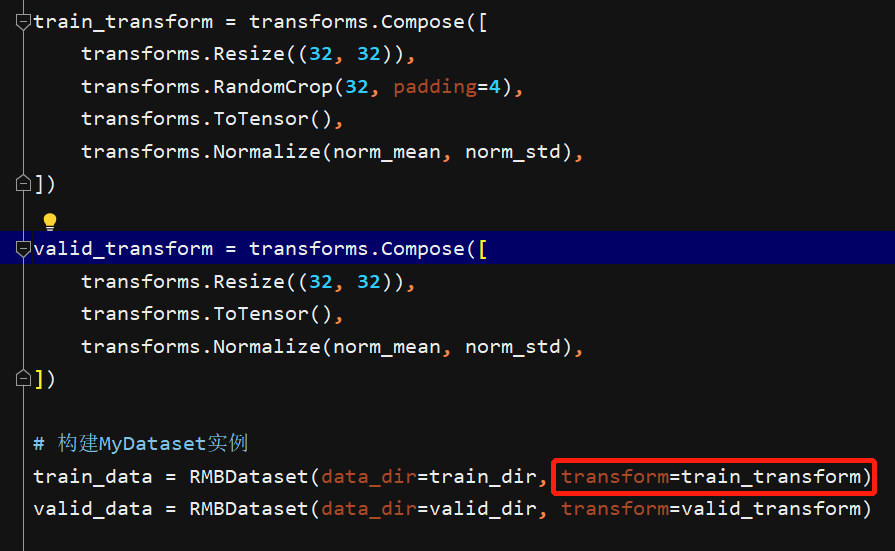 train_transform = transforms.Compose([
    transforms.Resize((32, 32)),
    transforms.RandomCrop(32, padding=4),
    transforms.ToTensor(),
    transforms.Normalize(norm_mean, norm_std),
])
valid_transform = transforms.Compose([
    transforms.Resize((32, 32)),
    transforms.ToTensor(),
    transforms.Normalize(norm_mean, norm_std),
])
# 构建MyDataset实例
train_data = RMBDataset(data_dir=train_dir, transform=train_transform)
valid_data = RMBDataset(data_dir=valid_dir, transform=valid_transform)